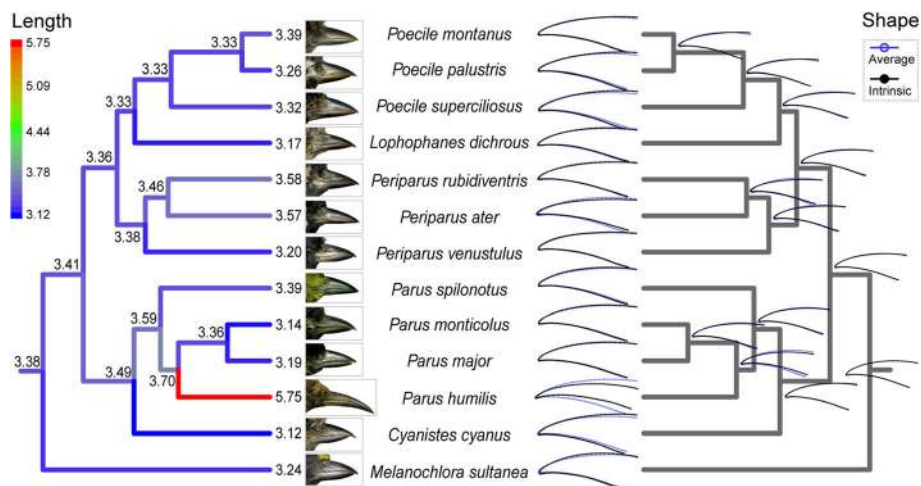 Length
5.75
5.09
4.44
3.78
3.12
Shape
Average
Intrinsic
3.39 Poecile montanus
3.33
3.26 Poecile palustris
3.33
3.32 Poecile superciliosus
3.33
3.17 Lophophanes dichrous
3.36
3.58 Periparus rubidiventris
3.46
3.57 Periparus ater
3.38
3.20 Periparus venustulus
3.41
3.39 Parus spilonotus
3.59
3.14 Parus monticolus
3.36
3.19 Parus major
3.38
3.49
3.70
5.75 Parus humilis
3.12 Cyanistes cyanus
3.24 Melanochlora sultanea